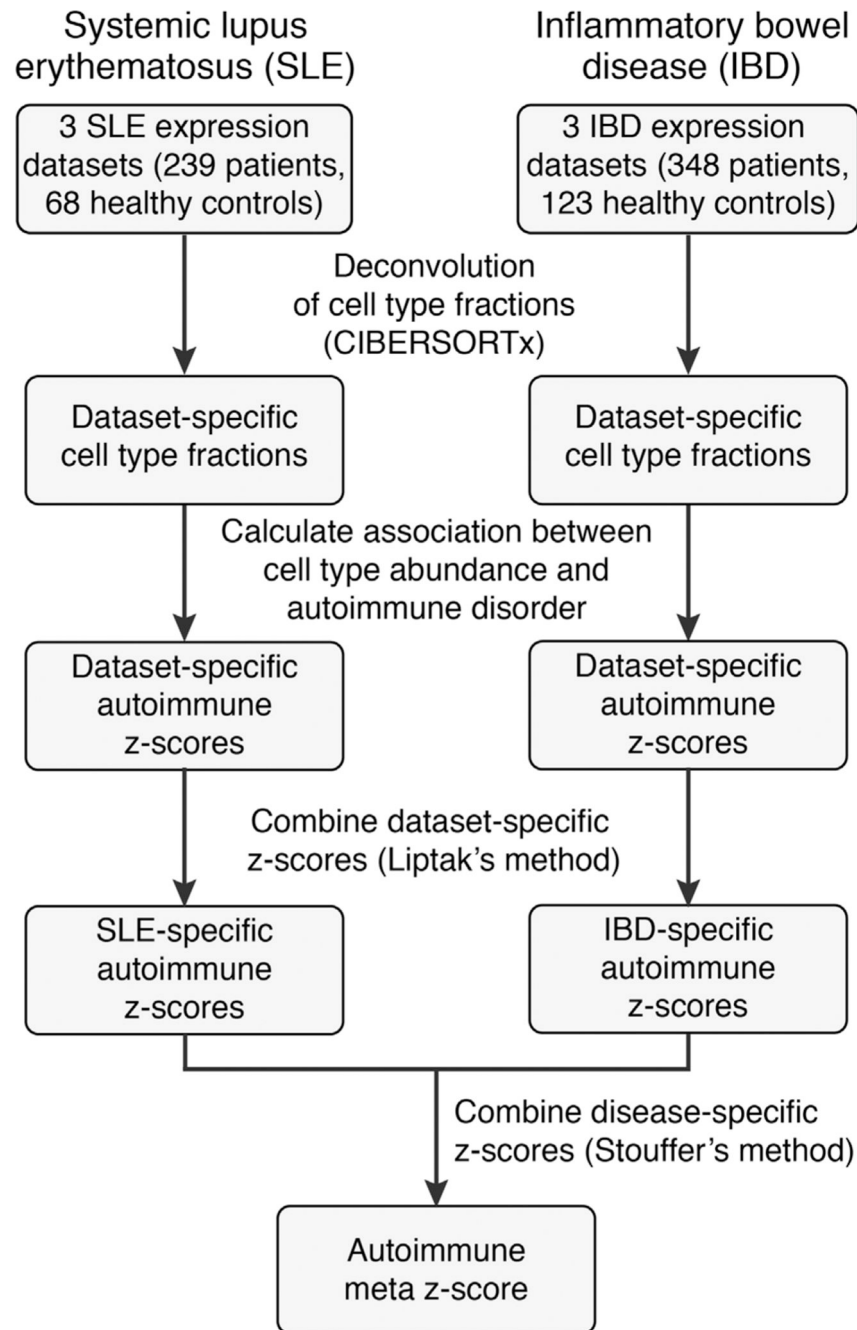 Systemic lupus
erythematosus (SLE)
Inflammatory bowel
disease (IBD)
3 SLE expression
datasets (239 patients,
68 healthy controls)
3 IBD expression
datasets (348 patients,
123 healthy controls)
Deconvolution
of cell type fractions
(CIBERSORTx)
Dataset-specific
cell type fractions
Dataset-specific
cell type fractions
Calculate association between
cell type abundance and
autoimmune disorder
Dataset-specific
autoimmune
z-scores
Dataset-specific
autoimmune
z-scores
Combine dataset-specific
z-scores (Liptak’s method)
SLE-specific
autoimmune
z-scores
IBD-specific
autoimmune
z-scores
Combine disease-specific
z-scores (Stouffer’s method)
Autoimmune
meta z-score